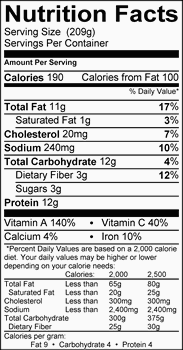 Nutrition Facts
Serving Size (209g)
Servings Per Container
Amount Per Serving
Calories 190 Calories from Fat 100
% Daily Value*
Total Fat 11g 17%
Saturated Fat 1g 3%
Cholesterol 20mg 7%
Sodium 240mg 10%
Total Carbohydrate 12g 4%
Dietary Fiber 3g 12%
Sugars 3g
Protein 12g
Vitamin A 140% • Vitamin C 40%
Calcium 4% • Iron 10%
*Percent Daily Values are based on a 2,000 calorie
diet. Your daily values may be higher or lower
depending on your calorie needs:
Calories: 2,000 2,500
Total Fat Less than 65g 80g
Saturated Fat Less than 20g 25g
Cholesterol Less than 300mg 300mg
Sodium Less than 2,400mg 2,400mg
Total Carbohydrate 300g 375g
Dietary Fiber 25g 30g
Calories per gram:
Fat 9 • Carbohydrate 4 • Protein 4